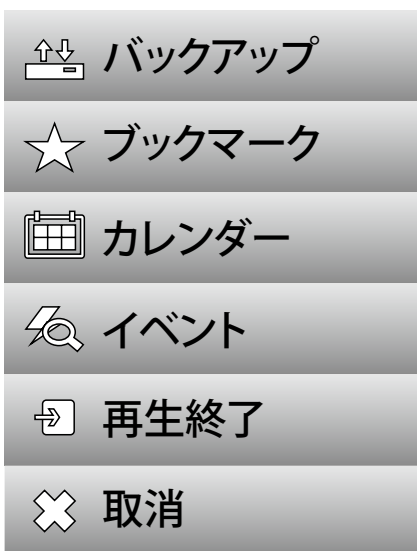 バックアップ
ブックマーク
カレンダー
イベント
再生終了
取消